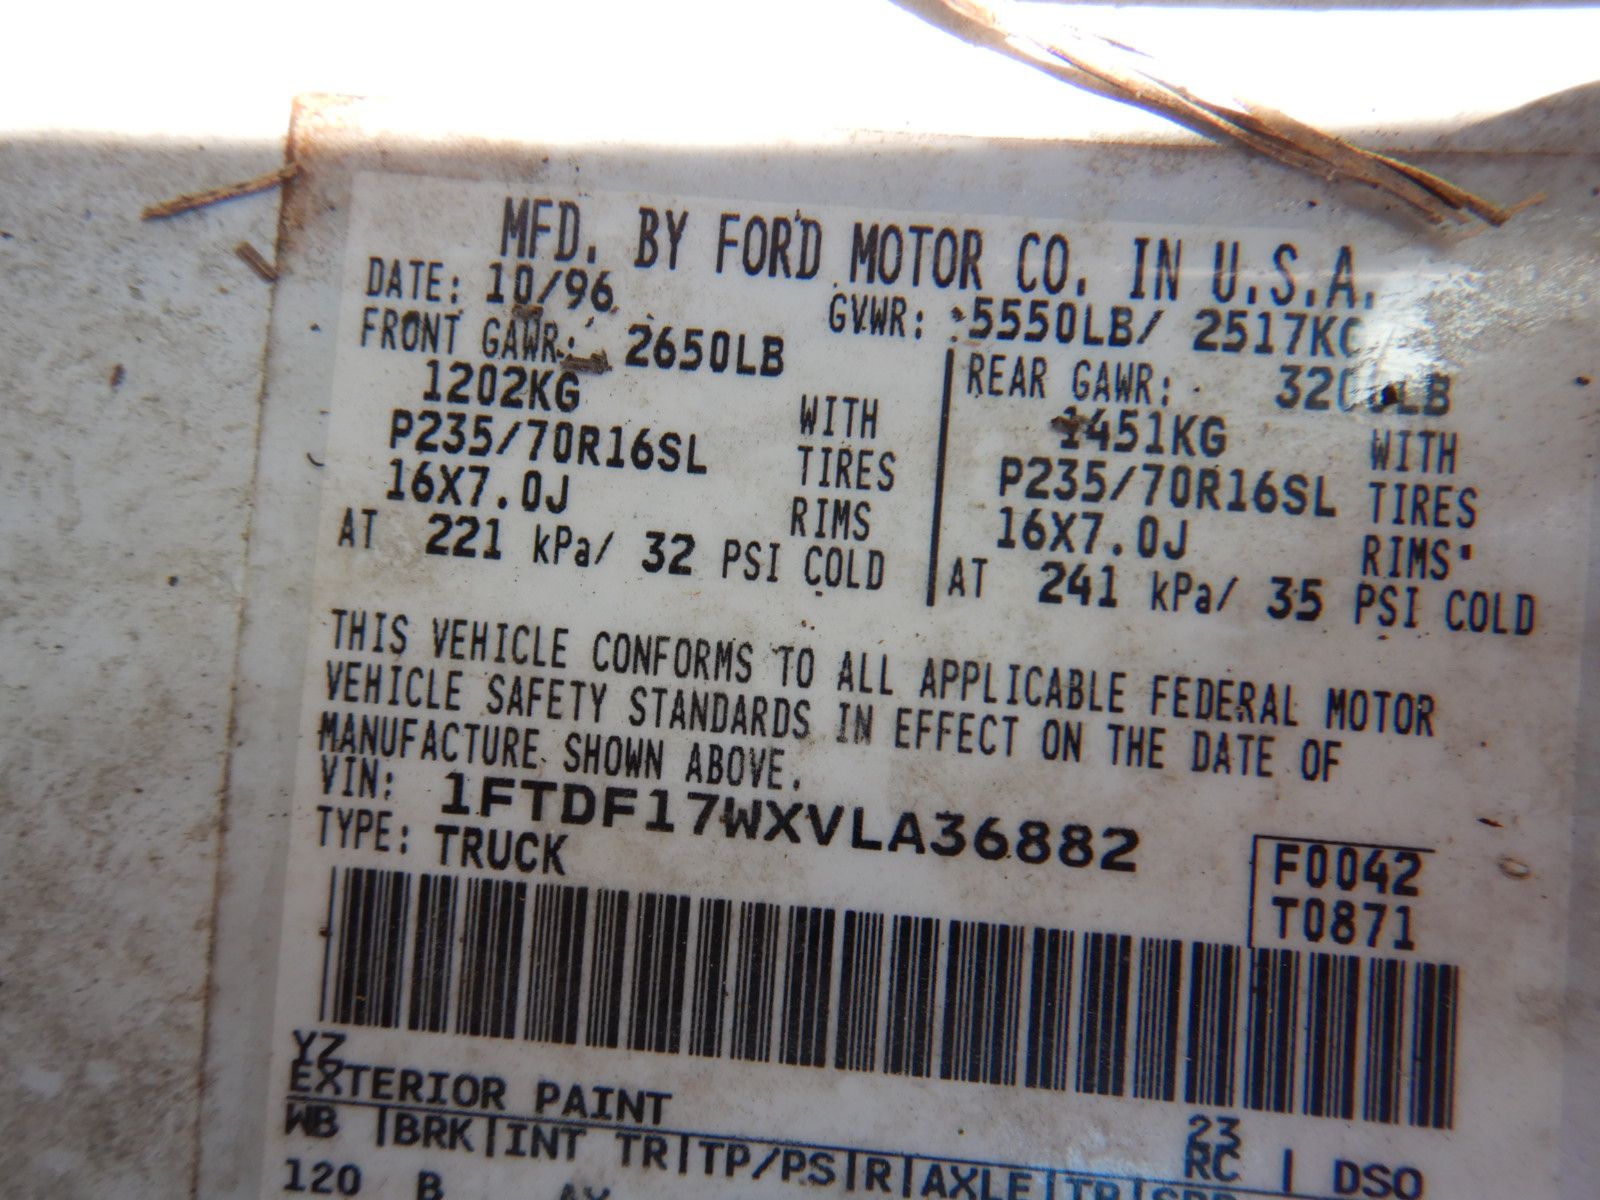 MFD. BY FORD MOTOR CO. IN U.S.A.
DATE: 10/96 GVWR: 5550LB/ 2517KG
FRONT GAWR: 2650LB
1202KG WITH
P235/70R16SL TIRES
16X7.0J RIMS
AT 221 kPa/ 32 PSI COLD
REAR GAWR:
1451KG WITH
P235/70R16SL TIRES
16X7.0J RIMS
AT 241 kPa/ 35 PSI COLD
THIS VEHICLE CONFORMS TO ALL APPLICABLE FEDERAL MOTOR
VEHICLE SAFETY STANDARDS IN EFFECT ON THE DATE OF
MANUFACTURE SHOWN ABOVE.
VIN: 1FTDF17WXVLA36882
TYPE: TRUCK
F0042
T0871
YZ
EXTERIOR PAINT
23
WB |BRK|INT TR|TP/PS|R|AXLE|TR| RC | DSO
120 B